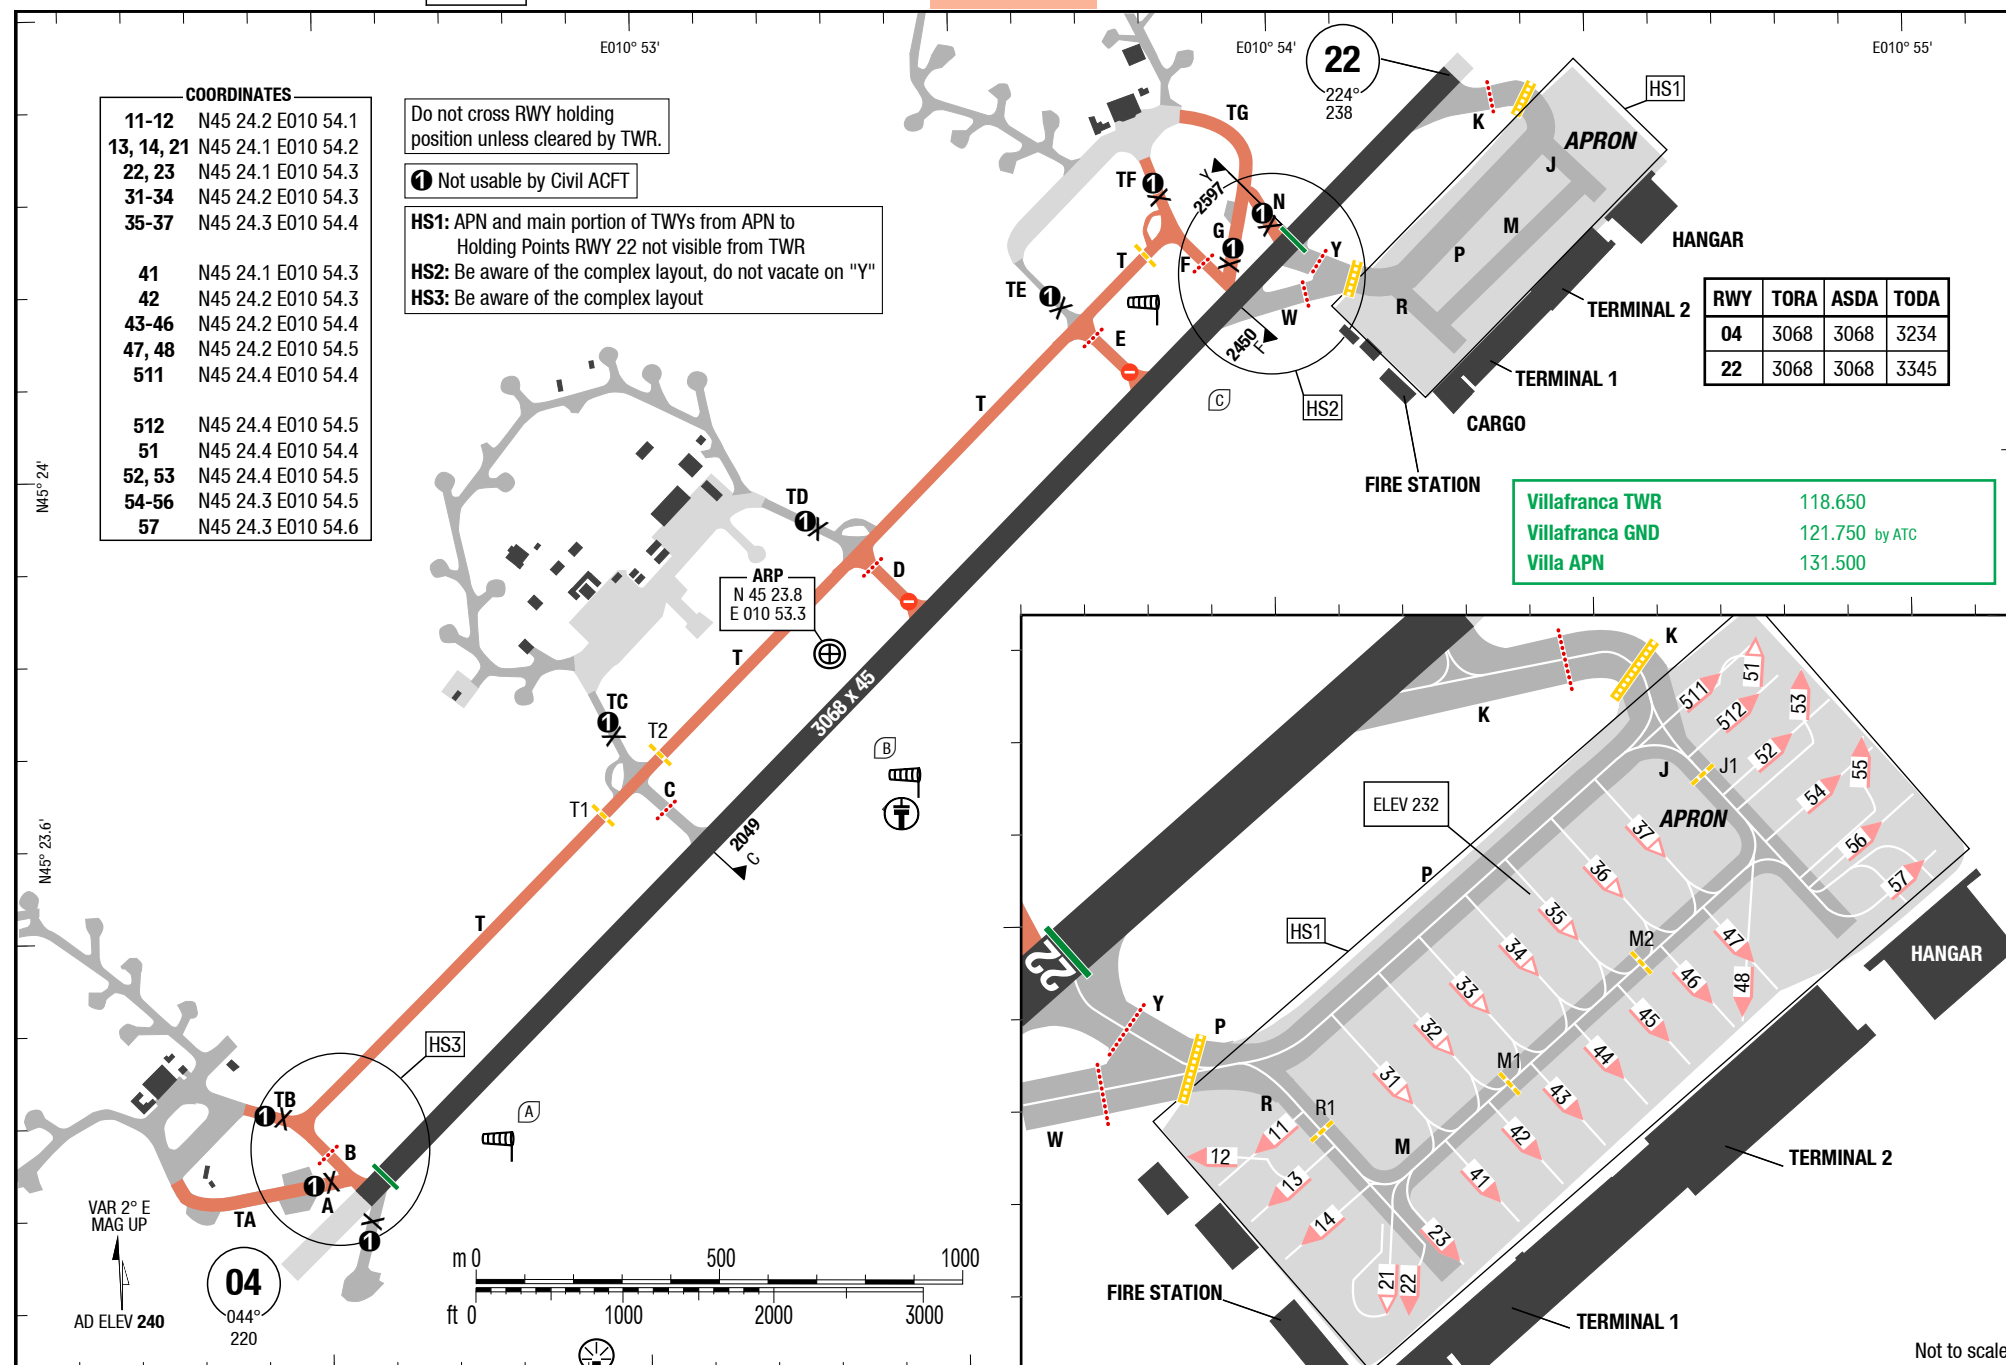 E010° 53'
E010° 54'
E010° 55'
COORDINATES
11-12 N45 24.2 E010 54.1
13, 14, 21 N45 24.1 E010 54.2
22, 23 N45 24.1 E010 54.3
31-34 N45 24.2 E010 54.3
35-37 N45 24.3 E010 54.4
41 N45 24.1 E010 54.3
42 N45 24.2 E010 54.3
43-46 N45 24.2 E010 54.4
47, 48 N45 24.2 E010 54.5
511 N45 24.4 E010 54.4
512 N45 24.4 E010 54.5
51 N45 24.4 E010 54.4
52, 53 N45 24.4 E010 54.5
54-56 N45 24.3 E010 54.5
57 N45 24.3 E010 54.6
Do not cross RWY holding
position unless cleared by TWR.
1 Not usable by Civil ACFT
HS1: APN and main portion of TWYs from APN to
Holding Points RWY 22 not visible from TWR
HS2: Be aware of the complex layout, do not vacate on "Y"
HS3: Be aware of the complex layout
22
224°
238
HS1
K
APRON
J
M
P
R
HANGAR
TERMINAL 2
TERMINAL 1
CARGO
FIRE STATION
TG
TF
1
Y
2597
1
N
G
1
Y
T
F
TE
1
W
E
2450
F
T
C
HS2
RWY TORA ASDA TODA
04 3068 3068 3234
22 3068 3068 3345
N45° 24'
Villafranca TWR 118.650
Villafranca GND 121.750 by ATC
Villa APN 131.500
TD
1
D
ARP
N 45 23.8
E 010 53.3
T
3068 x 45
TC
1
T2
B
T1
C
2049
C
N45° 23.6'
T
HS3
A
TB
1
B
1
A
TA
1
VAR 2° E
MAG UP
AD ELEV 240
04
044°
220
m 0 500 1000
ft 0 1000 2000 3000
K
K
51
511
512
53
52
J
J1
55
54
ELEV 232
APRON
37
56
57
36
P
35
HS1
M2
47
34
46
48
HANGAR
22
33
45
Y
P
32
44
M1
31
43
R
R1
W
11
M
42
12
TERMINAL 2
13
41
14
23
21
22
FIRE STATION
TERMINAL 1
Not to scale